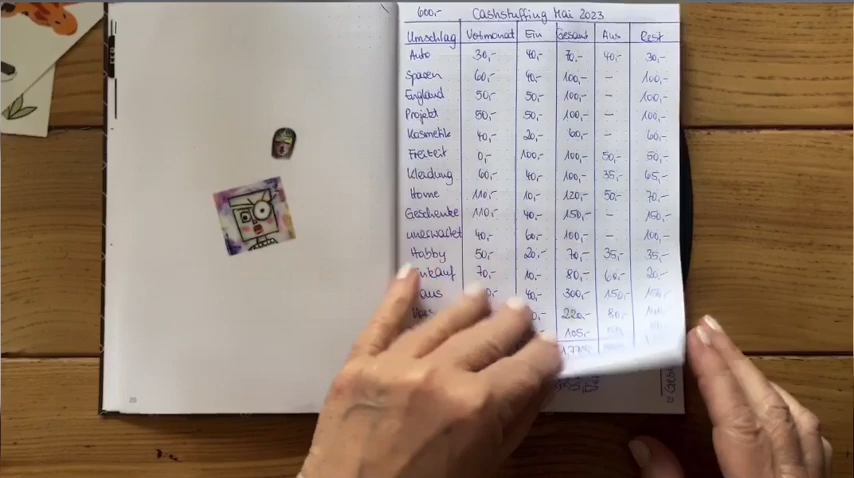 600,-
Cashstuffing Mai 2023
Umschlag Vormonat Ein Gesamt Aus Rest
Auto 30,- 40,- 70,- 40,- 30,-
Sparen 60,- 40,- 100,- – 100,-
England 50,- 50,- 100,- – 100,-
Projekt 50,- 50,- 100,- – 100,-
Kosmetik 40,- 20,- 60,- – 60,-
Freizeit 0,- 100,- 100,- 50,- 50,-
Kleidung 60,- 40,- 100,- 35,- 65,-
Home 110,- 10,- 120,- 50,- 70,-
Geschenke 110,- 40,- 150,- – 150,-
unerwartet 40,- 60,- 100,- – 100,-
Hobby 50,- 20,- 70,- 35,- 35,-
70,- 10,- 80,- 60,- 20,-
40,- 300,- 150,-
220,- 80,-
105,-